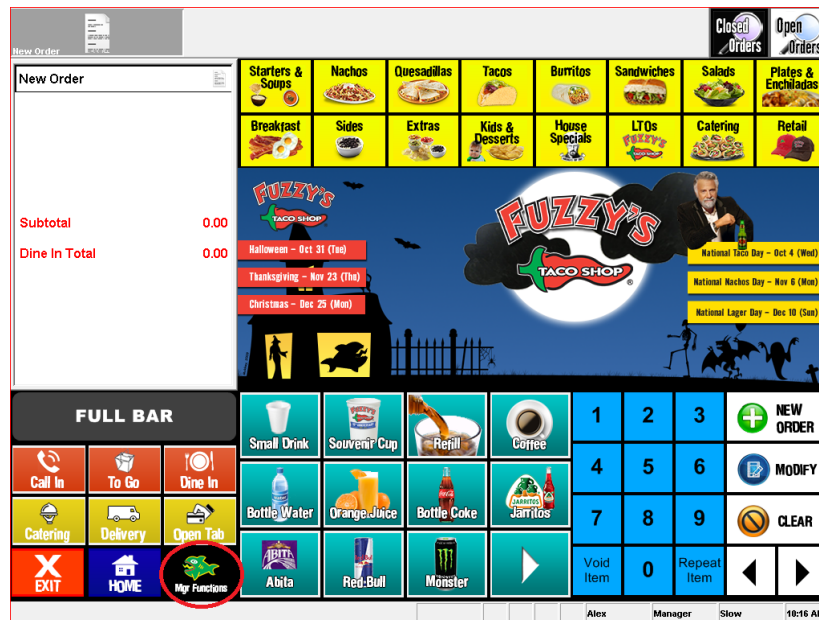 New Order
Closed Orders
Open Orders
New Order
Subtotal 0.00
Dine In Total 0.00
Starters & Soups
Nachos
Quesadillas
Tacos
Burritos
Sandwiches
Salads
Plates & Enchiladas
Breakfast
Sides
Extras
Kids & Desserts
House Specials
LTOs
FUZZY'S
TACO SHOP
Catering
Retail
FUZZY'S
TACO SHOP
Halloween - Oct 31 (Tue)
Thanksgiving - Nov 23 (Thu)
Christmas - Dec 25 (Mon)
FUZZY'S
TACO SHOP®
National Taco Day - Oct 4 (Wed)
National Nachos Day - Nov 6 (Mon)
National Lager Day - Dec 10 (Sun)
FULL BAR
Call In
To Go
Dine In
Catering
Delivery
Open Tab
X
EXIT
HOME
Mgr Functions
Small Drink
FUZZY'S
Souvenir Cup
Refill
Coffee
Bottle Water
Orange Juice
Bottle Coke
JARRITOS
Jarritos
ABITA
Abita
Red-Bull
Monster
1 2 3
4 5 6
7 8 9
Void Item
0
Repeat Item
NEW ORDER
MODIFY
CLEAR
Alex Manager Slow 10:16 A